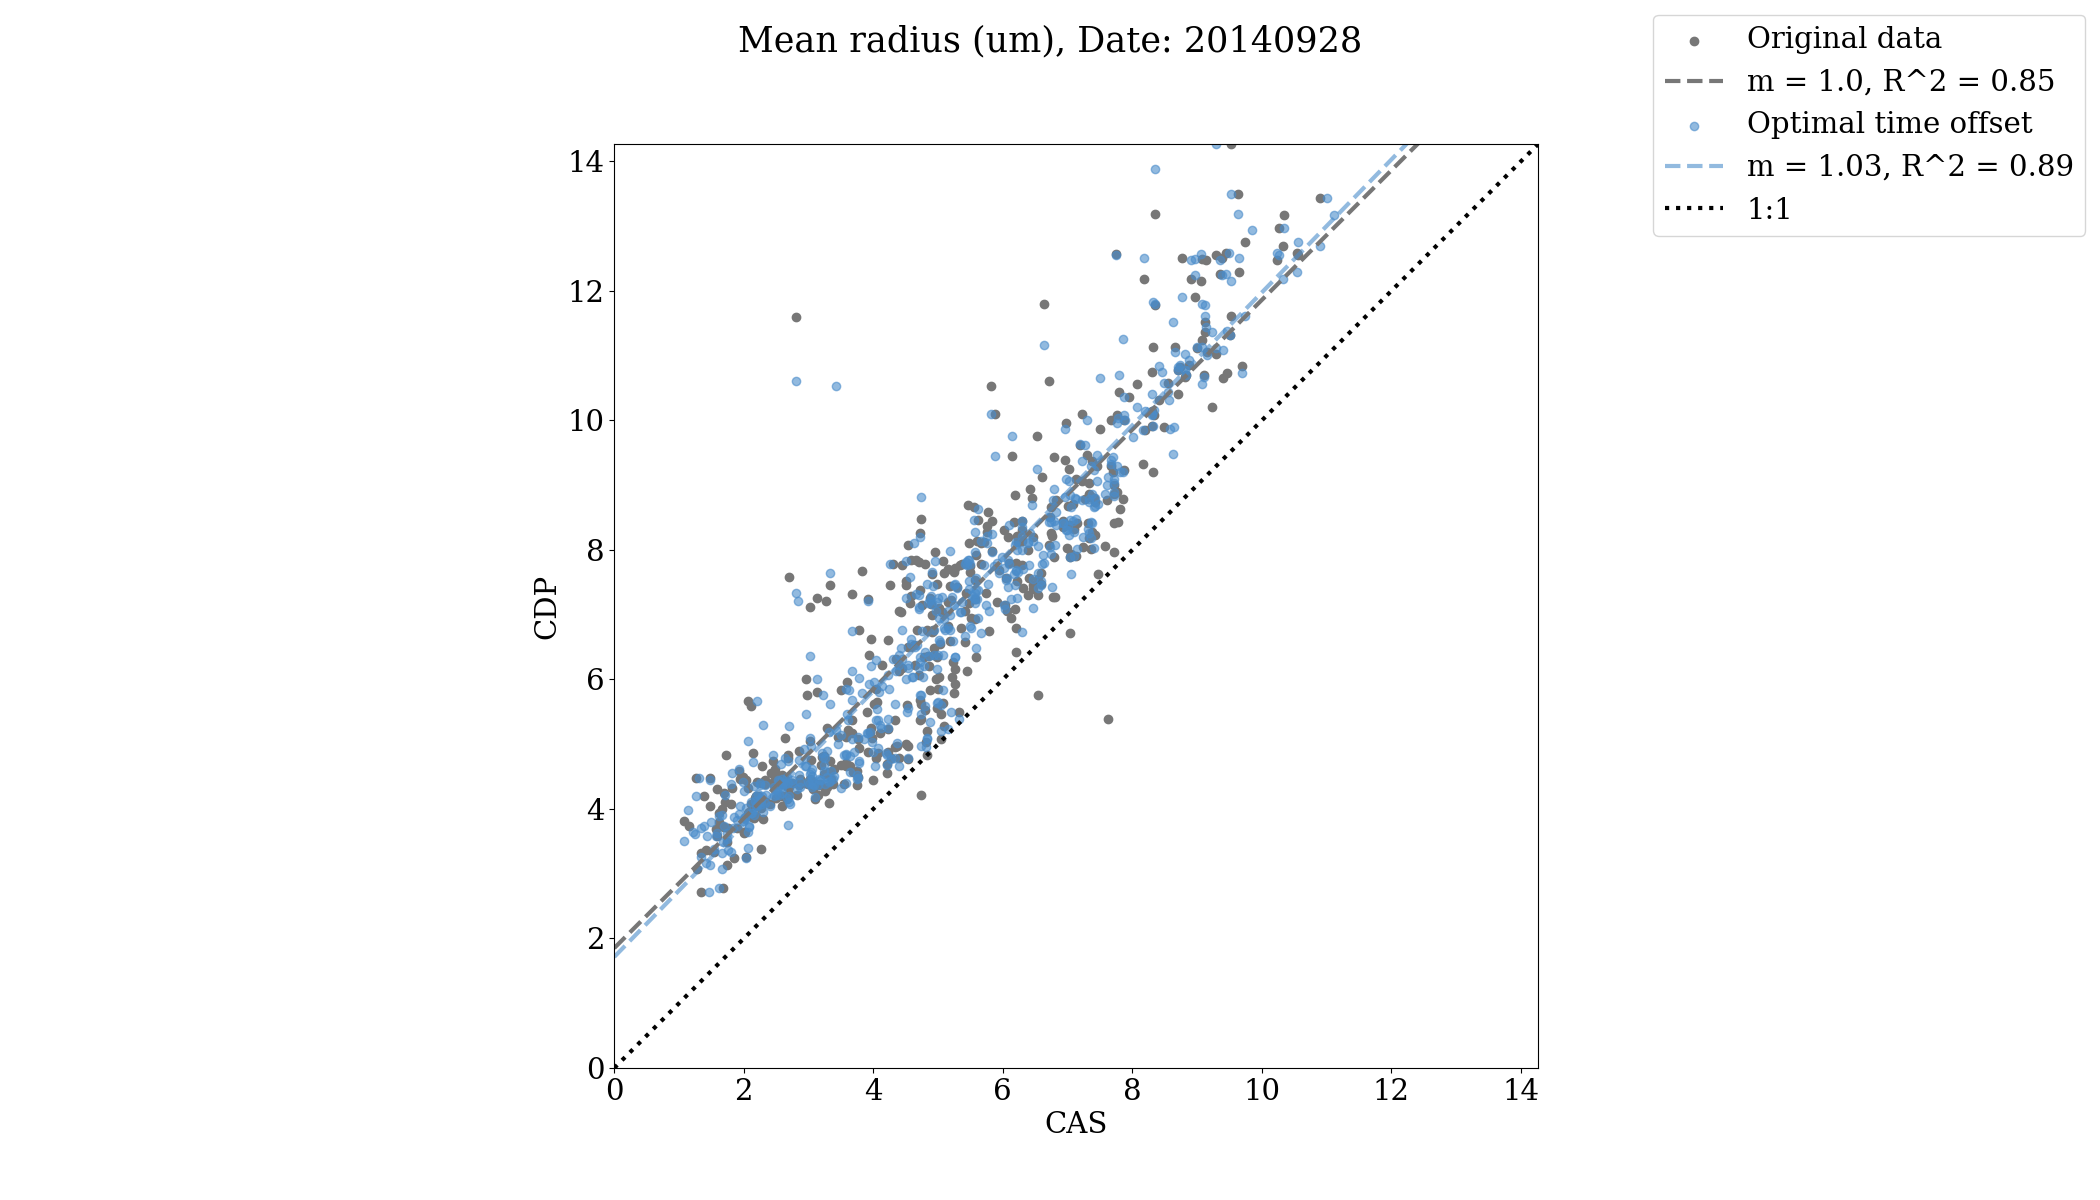 Mean radius (um), Date: 20140928
Original data
m = 1.0, R^2 = 0.85
Optimal time offset
m = 1.03, R^2 = 0.89
1:1
14
12
10
8
6
4
2
0
CDP
0 2 4 6 8 10 12 14
CAS